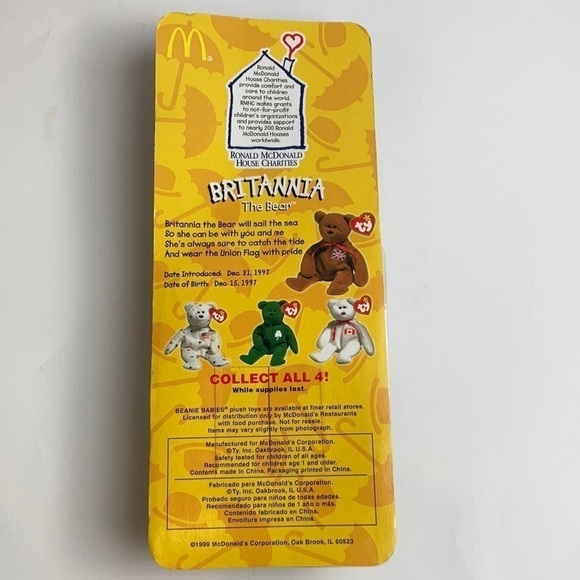 Ronald
McDonald
House Charities
provide comfort and
care to children
around the world.
RMHC makes grants
to not-for-profit
children's organizations
and provides support
to nearly 200 Ronald
McDonald Houses
worldwide.
RONALD McDONALD
HOUSE CHARITIES
BRITANNIA
The Bear™
Britannia the Bear will sail the sea
So she can be with you and me
She's always sure to catch the tide
And wear the Union Flag with pride
Date Introduced: Dec. 31, 1997
Date of Birth: Dec. 15, 1997
ty
ty
ty
ty
COLLECT ALL 4!
While supplies last.
BEANIE BABIES® plush toys are available at finer retail stores.
Licensed for distribution only by McDonald's Restaurants
with food purchase. Not for resale.
Items may vary slightly from photograph.
Manufactured for McDonald's Corporation.
©Ty, Inc. Oakbrook, IL U.S.A.
Safety tested for children of all ages.
Recommended for children age 1 and older.
Contents made in China. Packaging printed in China.
Fabricado para McDonald's Corporation.
©Ty, Inc. Oakbrook, IL U.S.A.
Probado seguro para niños de todas edades.
Recomendado para niños de 1 año o más.
Contenido fabricado en China.
Envoltura impresa en China.
©1999 McDonald's Corporation, Oak Brook, IL 60523